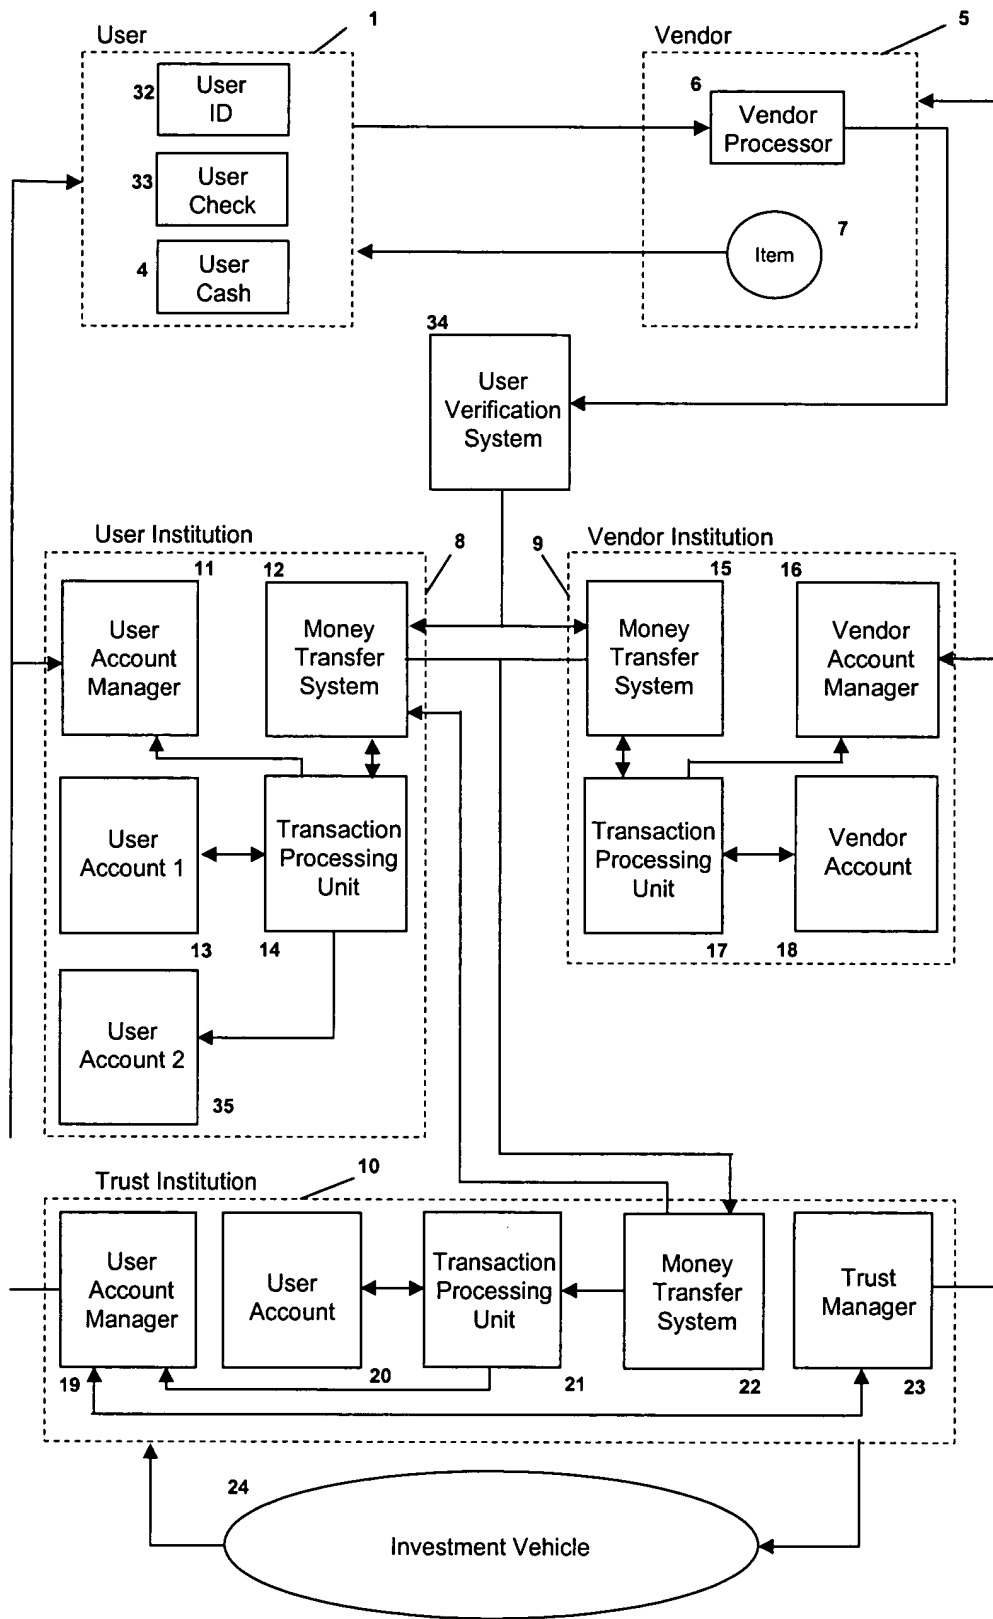 User
1
Vendor
5
32
User
ID
33
User
Check
4
User
Cash
6
Vendor
Processor
7
Item
34
User
Verification
System
User Institution
8
9
Vendor Institution
11
User
Account
Manager
12
Money
Transfer
System
15
Money
Transfer
System
16
Vendor
Account
Manager
User
Account 1
13
Transaction
Processing
Unit
14
Transaction
Processing
Unit
17
Vendor
Account
18
User
Account 2
35
Trust Institution
10
User
Account
Manager
19
User
Account
20
Transaction
Processing
Unit
21
Money
Transfer
System
22
Trust
Manager
23
24
Investment Vehicle